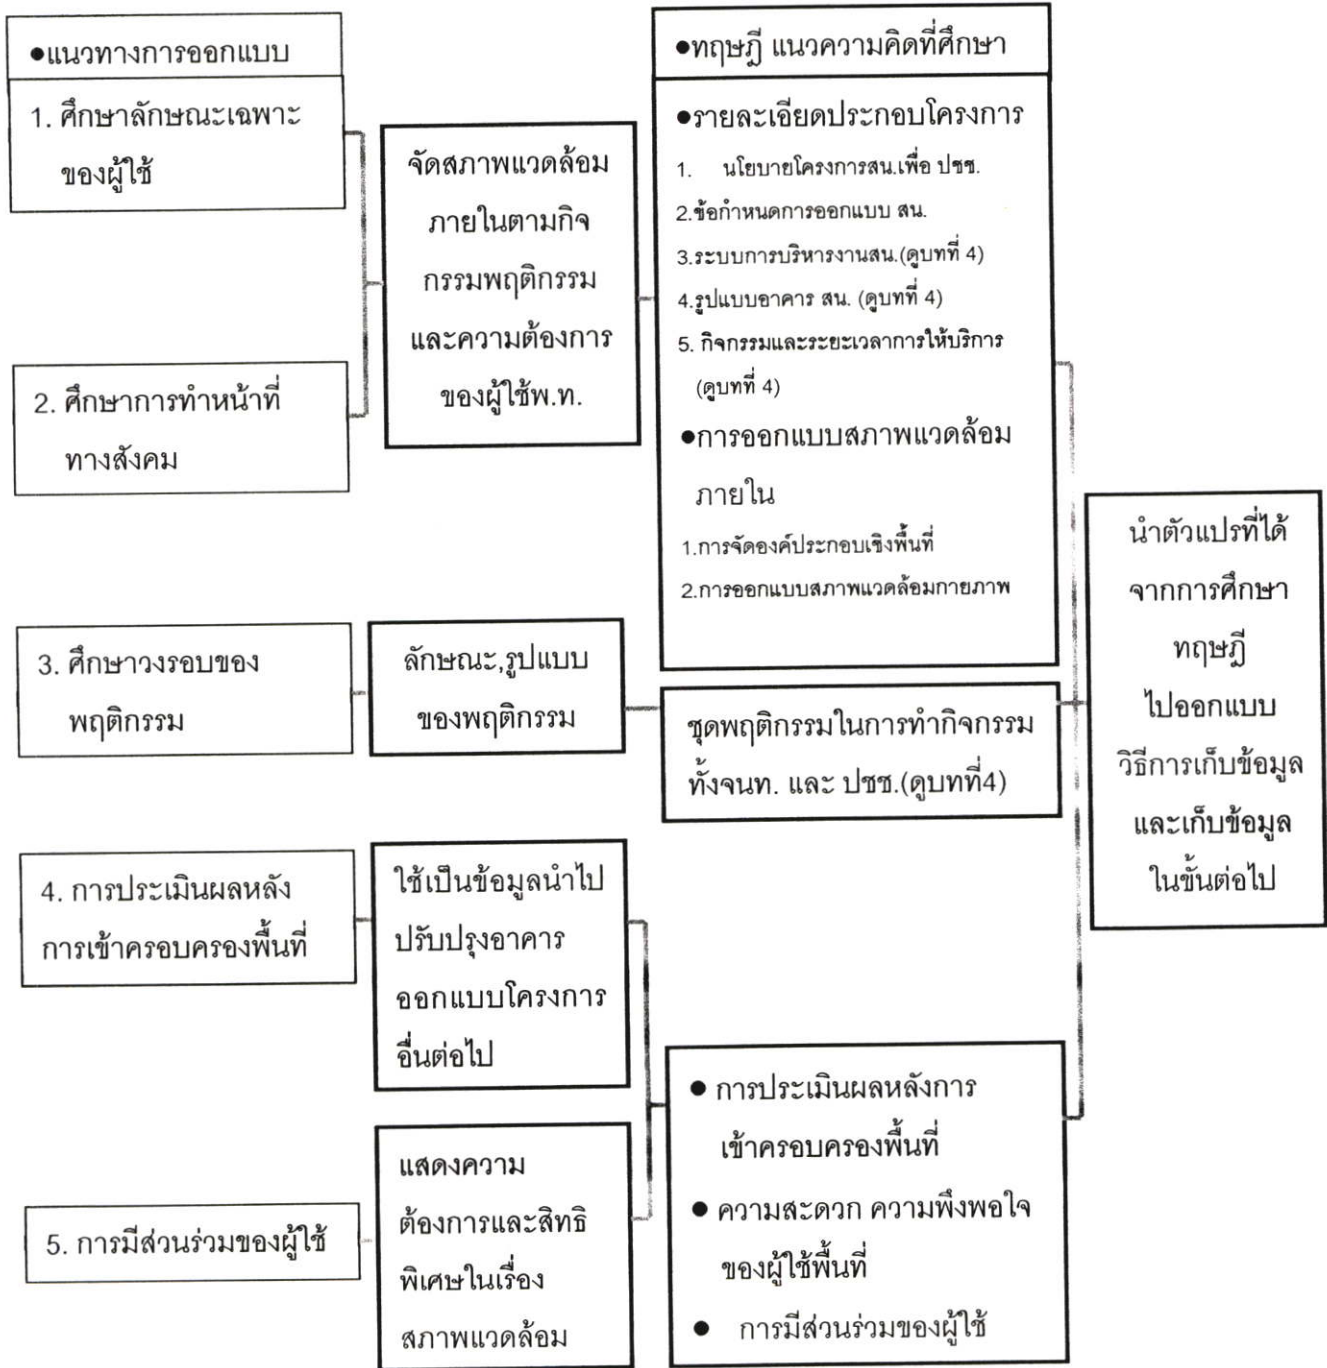 ●แนวทางการออกแบบ
1. ศึกษาลักษณะเฉพาะ
ของผู้ใช้
2. ศึกษาการทำหน้าที่
ทางสังคม
จัดสภาพแวดล้อม
ภายในตามกิจ
กรรมพฤติกรรม
และความต้องการ
ของผู้ใช้พ.ท.
●ทฤษฎี แนวความคิดที่ศึกษา
●รายละเอียดประกอบโครงการ
1. นโยบายโครงการสน.เพื่อ ปชช.
2.ข้อกำหนดการออกแบบ สน.
3.ระบบการบริหารงานสน.(ดูบทที่ 4)
4.รูปแบบอาคาร สน. (ดูบทที่ 4)
5. กิจกรรมและระยะเวลาการให้บริการ
(ดูบทที่ 4)
●การออกแบบสภาพแวดล้อม
ภายใน
1.การจัดองค์ประกอบเชิงพื้นที่
2.การออกแบบสภาพแวดล้อมกายภาพ
3. ศึกษาวงรอบของ
พฤติกรรม
ลักษณะ,รูปแบบ
ของพฤติกรรม
ชุดพฤติกรรมในการทำกิจกรรม
ทั้งจนท. และ ปชช.(ดูบทที่4)
4. การประเมินผลหลัง
การเข้าครอบครองพื้นที่
ใช้เป็นข้อมูลนำไป
ปรับปรุงอาคาร
ออกแบบโครงการ
อื่นต่อไป
5. การมีส่วนร่วมของผู้ใช้
แสดงความ
ต้องการและสิทธิ
พิเศษในเรื่อง
สภาพแวดล้อม
● การประเมินผลหลังการ
เข้าครอบครองพื้นที่
● ความสะดวก ความพึงพอใจ
ของผู้ใช้พื้นที่
● การมีส่วนร่วมของผู้ใช้
นำตัวแปรที่ได้
จากการศึกษา
ทฤษฎี
ไปออกแบบ
วิธีการเก็บข้อมูล
และเก็บข้อมูล
ในขั้นต่อไป